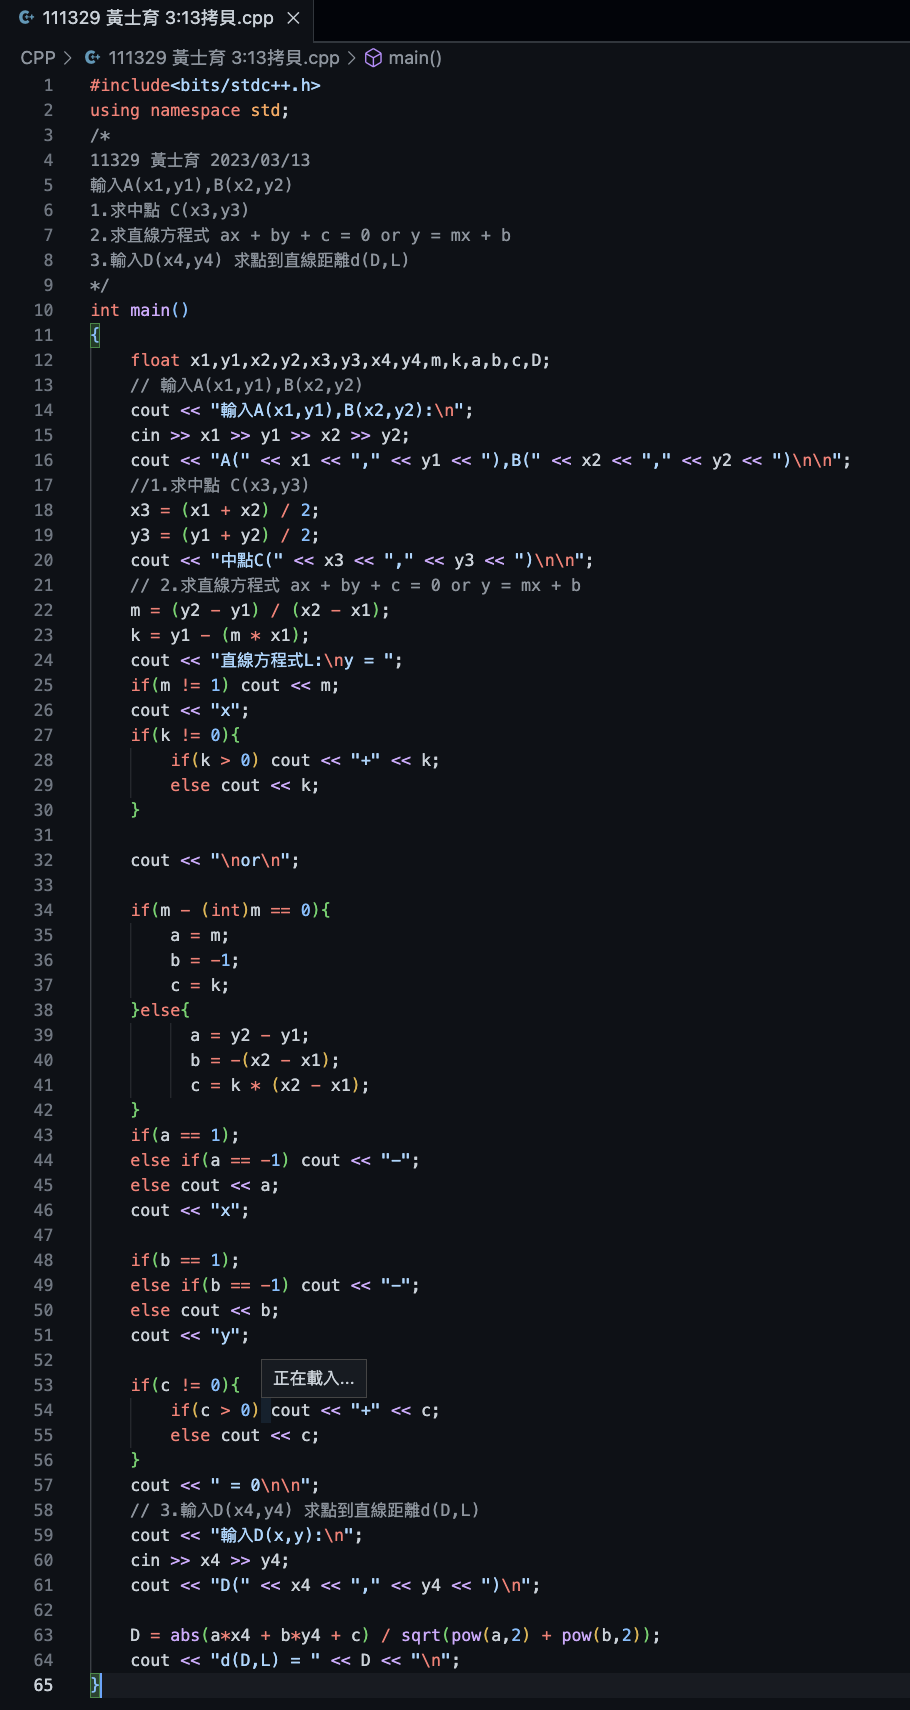 111329 黃士育 3:13拷貝.cpp ×
CPP > 111329 黃士育 3:13拷貝.cpp > main()
1 #include<bits/stdc++.h>
2 using namespace std;
3 /*
4 11329 黃士育 2023/03/13
5 輸入A(x1,y1),B(x2,y2)
6 1.求中點 C(x3,y3)
7 2.求直線方程式 ax + by + c = 0 or y = mx + b
8 3.輸入D(x4,y4) 求點到直線距離d(D,L)
9 */
10 int main()
11 {
12     float x1,y1,x2,y2,x3,y3,x4,y4,m,k,a,b,c,D;
13     // 輸入A(x1,y1),B(x2,y2)
14     cout << "輸入A(x1,y1),B(x2,y2):\n";
15     cin >> x1 >> y1 >> x2 >> y2;
16     cout << "A(" << x1 << "," << y1 << "),B(" << x2 << "," << y2 << ")\n\n";
17     //1.求中點 C(x3,y3)
18     x3 = (x1 + x2) / 2;
19     y3 = (y1 + y2) / 2;
20     cout << "中點C(" << x3 << "," << y3 << ")\n\n";
21     // 2.求直線方程式 ax + by + c = 0 or y = mx + b
22     m = (y2 - y1) / (x2 - x1);
23     k = y1 - (m * x1);
24     cout << "直線方程式L:\ny = ";
25     if(m != 1) cout << m;
26     cout << "x";
27     if(k != 0){
28         if(k > 0) cout << "+" << k;
29         else cout << k;
30     }
31
32     cout << "\nor\n";
33
34     if(m - (int)m == 0){
35         a = m;
36         b = -1;
37         c = k;
38     }else{
39           a = y2 - y1;
40           b = -(x2 - x1);
41           c = k * (x2 - x1);
42     }
43     if(a == 1);
44     else if(a == -1) cout << "-";
45     else cout << a;
46     cout << "x";
47
48     if(b == 1);
49     else if(b == -1) cout << "-";
50     else cout << b;
51     cout << "y";
52
正在載入...
53     if(c != 0){
54         if(c > 0) cout << "+" << c;
55         else cout << c;
56     }
57     cout << " = 0\n\n";
58     // 3.輸入D(x4,y4) 求點到直線距離d(D,L)
59     cout << "輸入D(x,y):\n";
60     cin >> x4 >> y4;
61     cout << "D(" << x4 << "," << y4 << ")\n";
62
63     D = abs(a*x4 + b*y4 + c) / sqrt(pow(a,2) + pow(b,2));
64     cout << "d(D,L) = " << D << "\n";
65 }